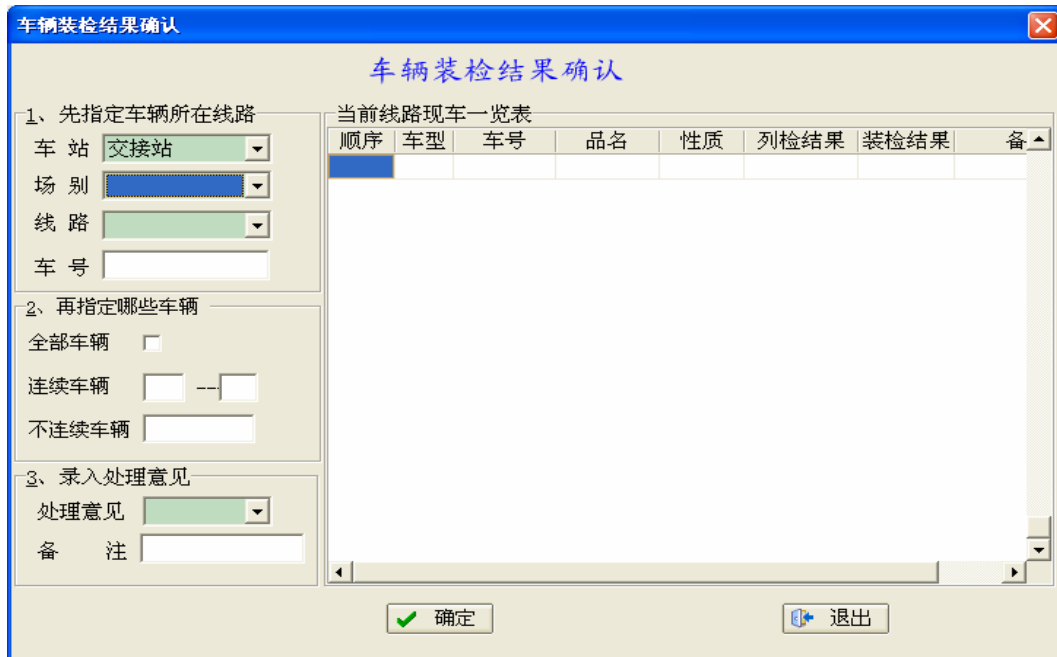 车辆装检结果确认
车辆装检结果确认
1、先指定车辆所在线路
车 站 交接站
场 别
线 路
车 号
2、再指定哪些车辆
全部车辆
连续车辆 ---
不连续车辆
3、录入处理意见
处理意见
备 注
当前线路现车一览表
顺序 车型 车号 品名 性质 列检结果 装检结果 备
确定 退出